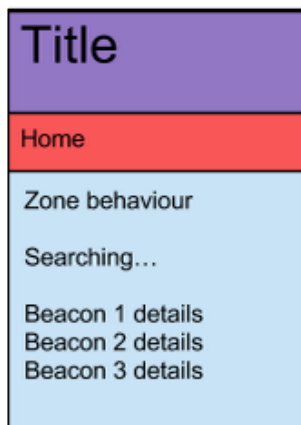 Title
Home
Zone behaviour
Searching…
Beacon 1 details
Beacon 2 details
Beacon 3 details